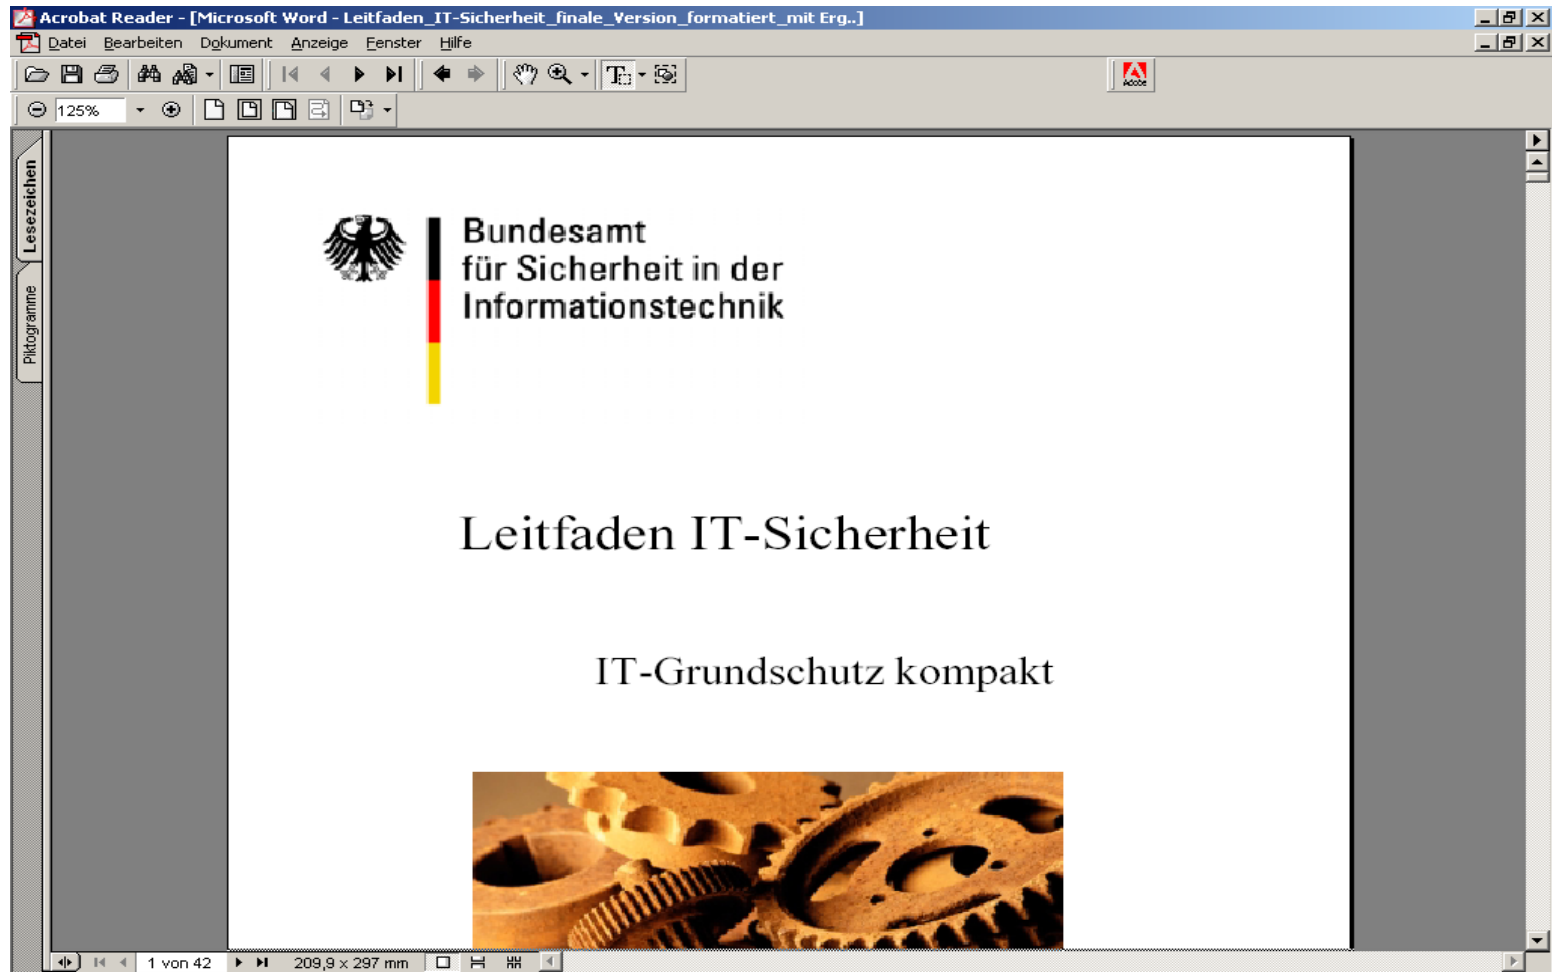 Acrobat Reader - [Microsoft Word - Leitfaden_IT-Sicherheit_finale_Version_formatiert_mit Erg..]
Datei Bearbeiten Dokument Anzeige Fenster Hilfe
Adobe
125%
Lesezeichen
Piktogramme
Bundesamt
für Sicherheit in der
Informationstechnik
Leitfaden IT-Sicherheit
IT-Grundschutz kompakt
1 von 42
209,9 x 297 mm